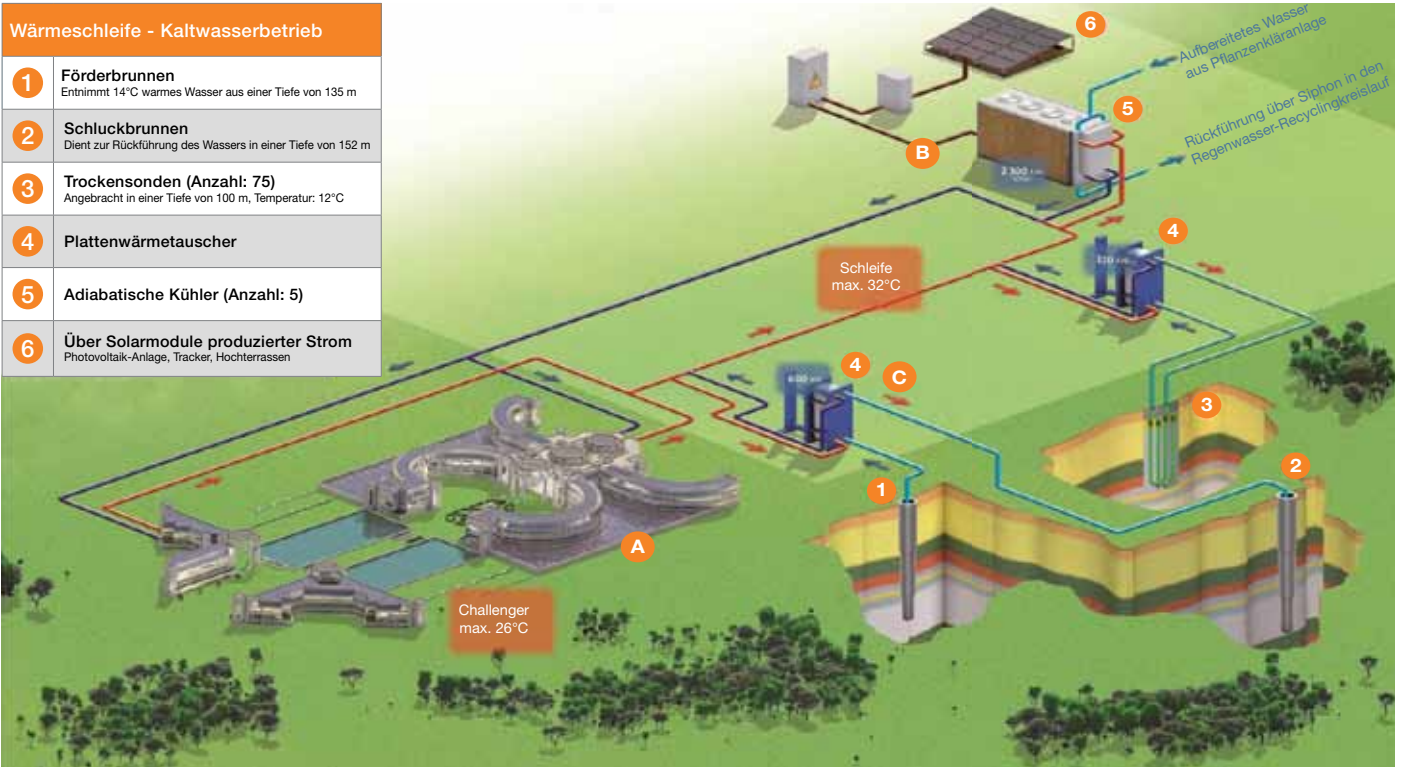 Wärmeschleife - Kaltwasserbetrieb
1
Förderbrunnen
Entnimmt 14°C warmes Wasser aus einer Tiefe von 135 m
2
Schluckbrunnen
Dient zur Rückführung des Wassers in einer Tiefe von 152 m
3
Trockensonden (Anzahl: 75)
Angebracht in einer Tiefe von 100 m, Temperatur: 12°C
4
Plattenwärmetauscher
5
Adiabatische Kühler (Anzahl: 5)
6
Über Solarmodule produzierter Strom
Photovoltaik-Anlage, Tracker, Hochterrassen
6
Aufbereitetes Wasser
aus Pflanzenkläranlage
5
Rückführung über Siphon in den
Regenwasser-Recyclingkreislauf
B
2 300
4
Schleife
max. 32°C
4
C
600
3
2
1
A
Challenger
max. 26°C